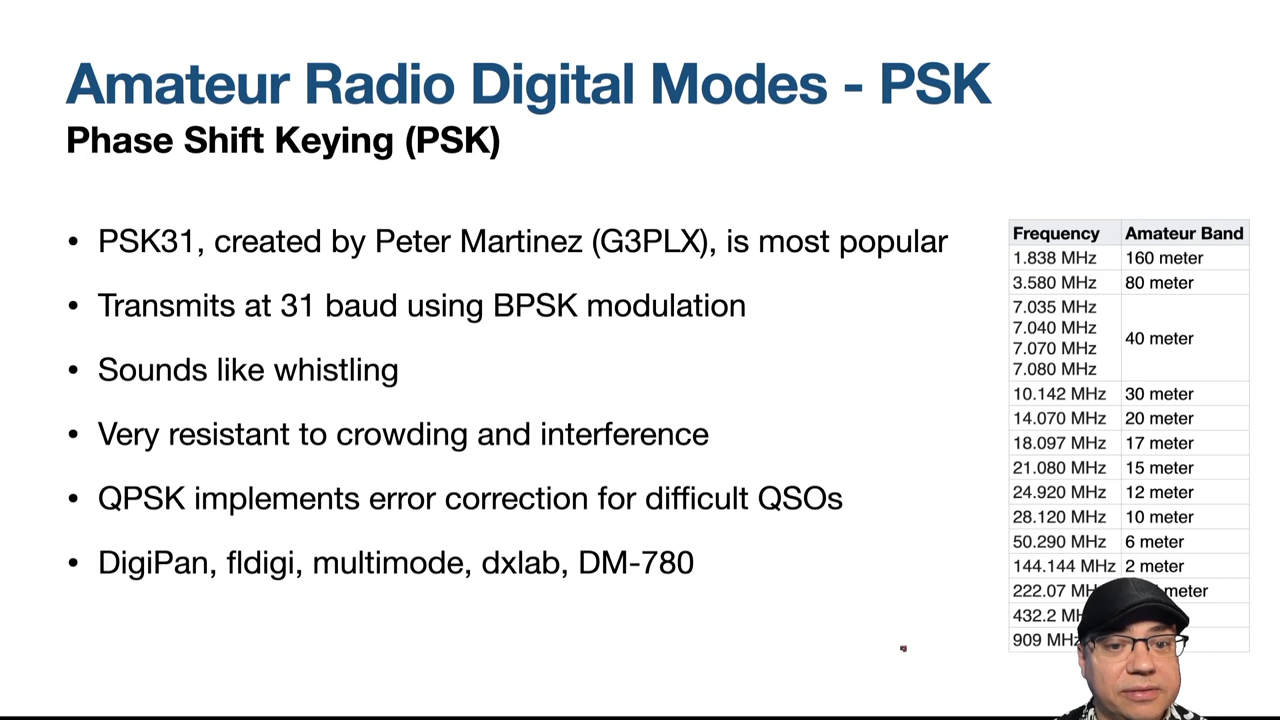 Amateur Radio Digital Modes - PSK
Phase Shift Keying (PSK)
• PSK31, created by Peter Martinez (G3PLX), is most popular
• Transmits at 31 baud using BPSK modulation
• Sounds like whistling
• Very resistant to crowding and interference
• QPSK implements error correction for difficult QSOs
• DigiPan, fldigi, multimode, dxlab, DM-780
Frequency Amateur Band
1.838 MHz 160 meter
3.580 MHz 80 meter
7.035 MHz
7.040 MHz
7.070 MHz
7.080 MHz
40 meter
10.142 MHz 30 meter
14.070 MHz 20 meter
18.097 MHz 17 meter
21.080 MHz 15 meter
24.920 MHz 12 meter
28.120 MHz 10 meter
50.290 MHz 6 meter
144.144 MHz 2 meter
222.07 meter
432.2
909 MHz